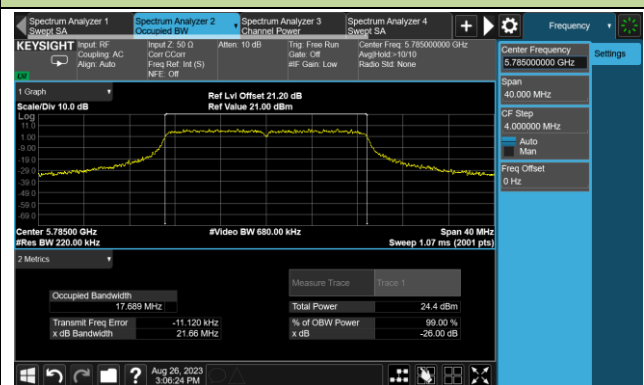 Spectrum Analyzer 1
Swept SA
Spectrum Analyzer 2
Occupied BW
Spectrum Analyzer 3
Channel Power
Spectrum Analyzer 4
Swept SA
Frequency
KEYSIGHT
Input: RF
Coupling: AC
Align: Auto
Input Z: 50 Ω
Corr CCorr
Freq Ref: Int (S)
NFE: Off
Atten: 10 dB
Trig: Free Run
Gate: Off
#IF Gain: Low
Center Freq: 5.785000000 GHz
Avg|Hold:>10/10
Radio Std: None
Center Frequency
5.785000000 GHz
Settings
Span
40.000 MHz
CF Step
4.000000 MHz
Auto
Man
Freq Offset
0 Hz
1 Graph
Scale/Div 10.0 dB
Ref Lvl Offset 21.20 dB
Ref Value 21.00 dBm
Log
11.0
1.00
-9.00
-19.0
-29.0
-39.0
-49.0
-59.0
-69.0
Center 5.78500 GHz
#Res BW 220.00 kHz
#Video BW 680.00 kHz
Span 40 MHz
Sweep 1.07 ms (2001 pts)
2 Metrics
Measure Trace Trace 1
Occupied Bandwidth
17.689 MHz
Total Power 24.4 dBm
Transmit Freq Error -11.120 kHz
% of OBW Power 99.00 %
x dB Bandwidth 21.66 MHz
x dB -26.00 dB
Aug 26, 2023
3:06:24 PM